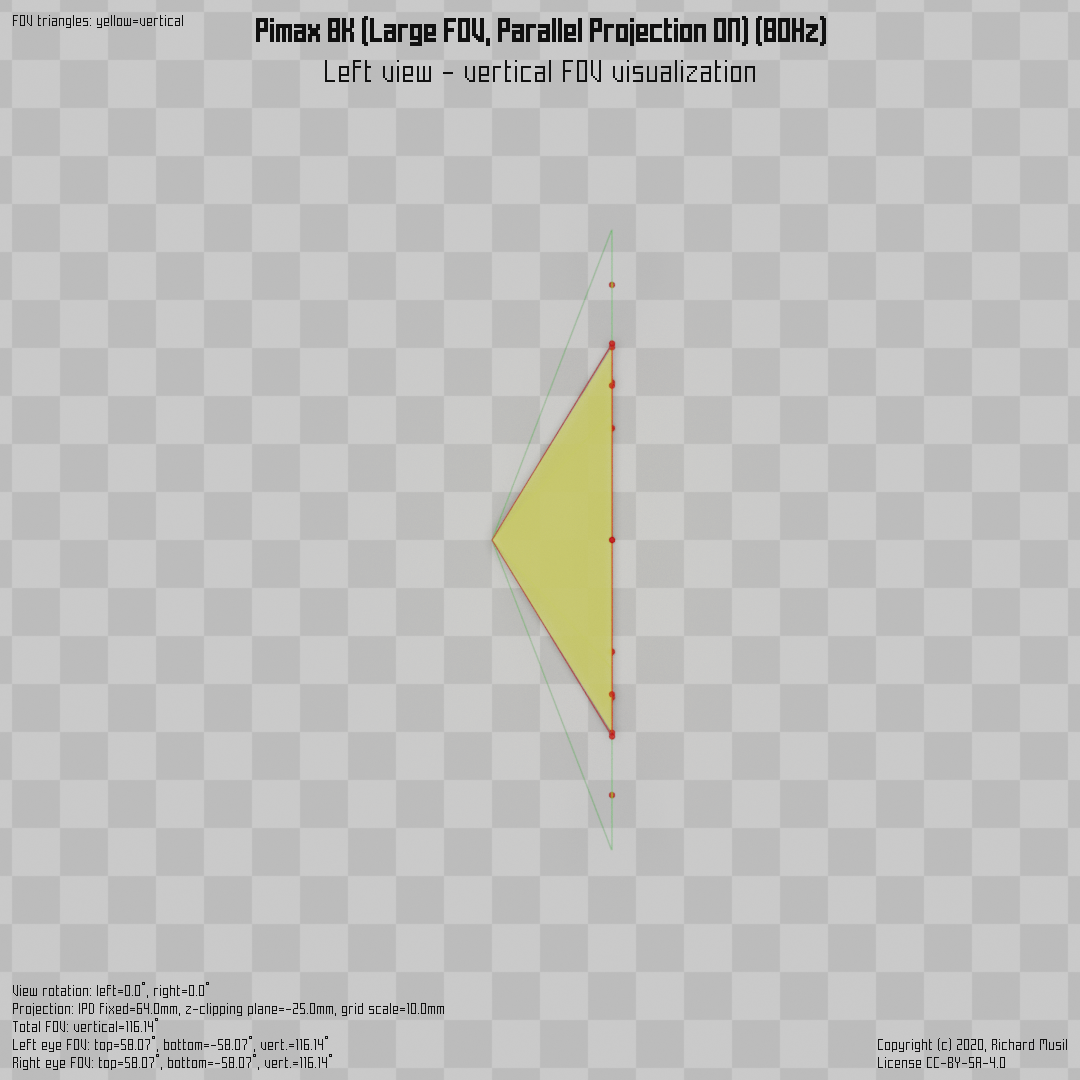 FOV triangles: yellow=vertical
Pimax 8K (Large FOV, Parallel Projection ON) (80Hz)
Left view - vertical FOV visualization
View rotation: left=0.0°, right=0.0°
Projection: IPD fixed=64.0mm, z-clipping plane=-25.0mm, grid scale=10.0mm
Total FOV: vertical=116.14°
Left eye FOV: top=58.07°, bottom=-58.07°, vert.=116.14°
Right eye FOV: top=58.07°, bottom=-58.07°, vert.=116.14°
Copyright (c) 2020, Richard Musil
License CC-BY-SA-4.0